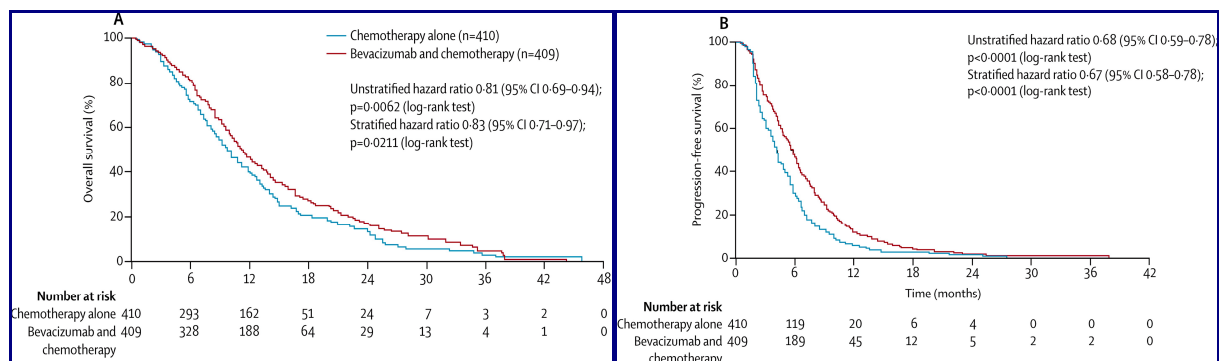 A
Chemotherapy alone (n=410)
Bevacizumab and chemotherapy (n=409)
Unstratified hazard ratio 0·81 (95% CI 0·69–0·94);
p=0·0062 (log-rank test)
Stratified hazard ratio 0·83 (95% CI 0·71–0·97);
p=0·0211 (log-rank test)
Overall survival (%)
100
80
60
40
20
0
0 6 12 18 24 30 36 42 48
Number at risk
Chemotherapy alone 410 293 162 51 24 7 3 2 0
Bevacizumab and 409 328 188 64 29 13 4 1 0
chemotherapy
B
Unstratified hazard ratio 0·68 (95% CI 0·59–0·78);
p<0·0001 (log-rank test)
Stratified hazard ratio 0·67 (95% CI 0·58–0·78);
p<0·0001 (log-rank test)
Progression-free survival (%)
100
80
60
40
20
0
0 6 12 18 24 30 36 42
Time (months)
Number at risk
Chemotherapy alone 410 119 20 6 4 0 0 0
Bevacizumab and 409 189 45 12 5 2 2 0
chemotherapy